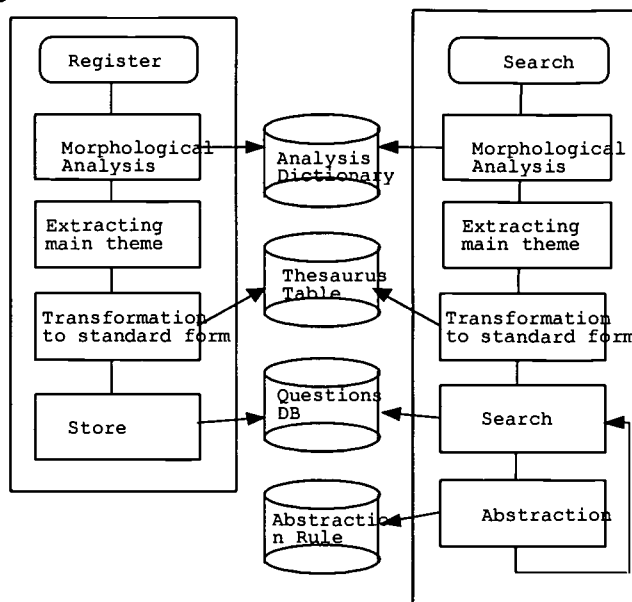 Register
Morphological
Analysis
Extracting
main theme
Transformation
to standard form
Store
Analysis
Dictionary
Thesaurus
Table
Questions
DB
Abstractio
n Rule
Search
Morphological
Analysis
Extracting
main theme
Transformation
to standard form
Search
Abstraction